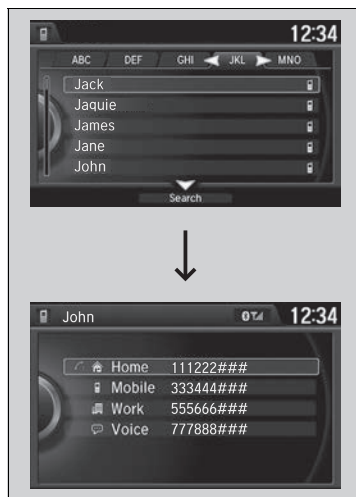 12:34
ABC DEF GHI JKL MNO
Jack
Jaquie
James
Jane
John
Search
John 12:34
Home 111222###
Mobile 333444###
Work 555666###
Voice 777888###